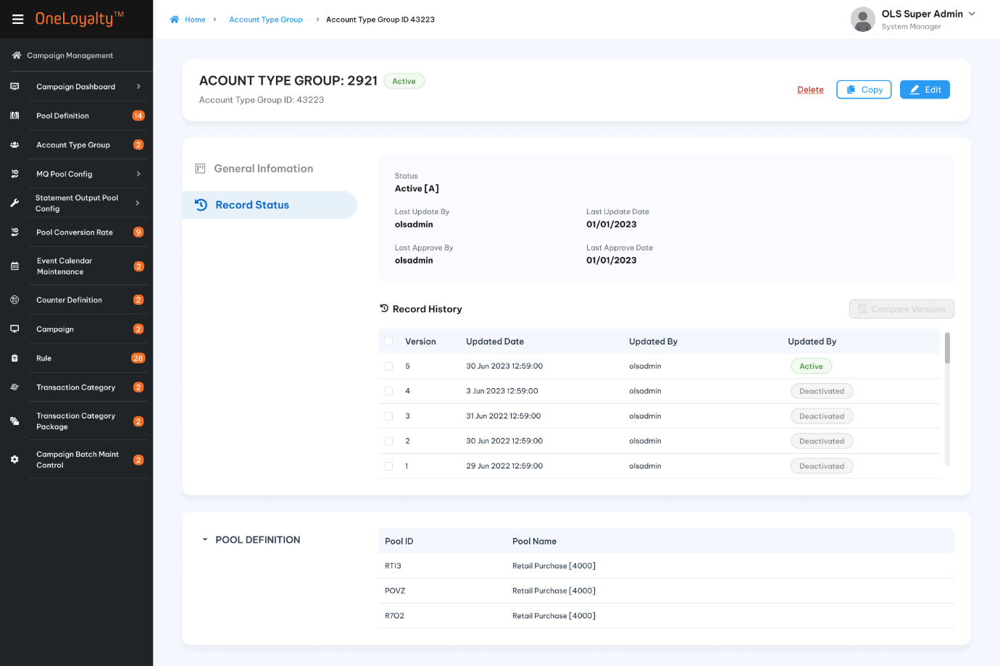 OneLoyalty™
Home > Account Type Group > Account Type Group ID 43223
OLS Super Admin
System Manager
Campaign Management
Campaign Dashboard
Pool Definition 14
Account Type Group 2
MQ Pool Config
Statement Output Pool
Config
Pool Conversion Rate 9
Event Calendar
Maintenance 2
Counter Definition 2
Campaign 2
Rule 28
Transaction Category 2
Transaction Category
Package 2
Campaign Batch Maint
Control 2
ACOUNT TYPE GROUP: 2921 Active
Account Type Group ID: 43223
Delete Copy Edit
General Infomation
Record Status
Status
Active [A]
Last Update By Last Update Date
olsadmin 01/01/2023
Last Approve By Last Approve Date
olsadmin 01/01/2023
Record History Compare Versions
Version Updated Date Updated By Updated By
5 30 Jun 2023 12:59:00 olsadmin Active
4 3 Jun 2023 12:59:00 olsadmin Deactivated
3 31 Jun 2022 12:59:00 olsadmin Deactivated
2 30 Jun 2022 12:59:00 olsadmin Deactivated
1 29 Jun 2022 12:59:00 olsadmin Deactivated
POOL DEFINITION
Pool ID Pool Name
RTI3 Retail Purchase [4000]
POVZ Retail Purchase [4000]
R7O2 Retail Purchase [4000]